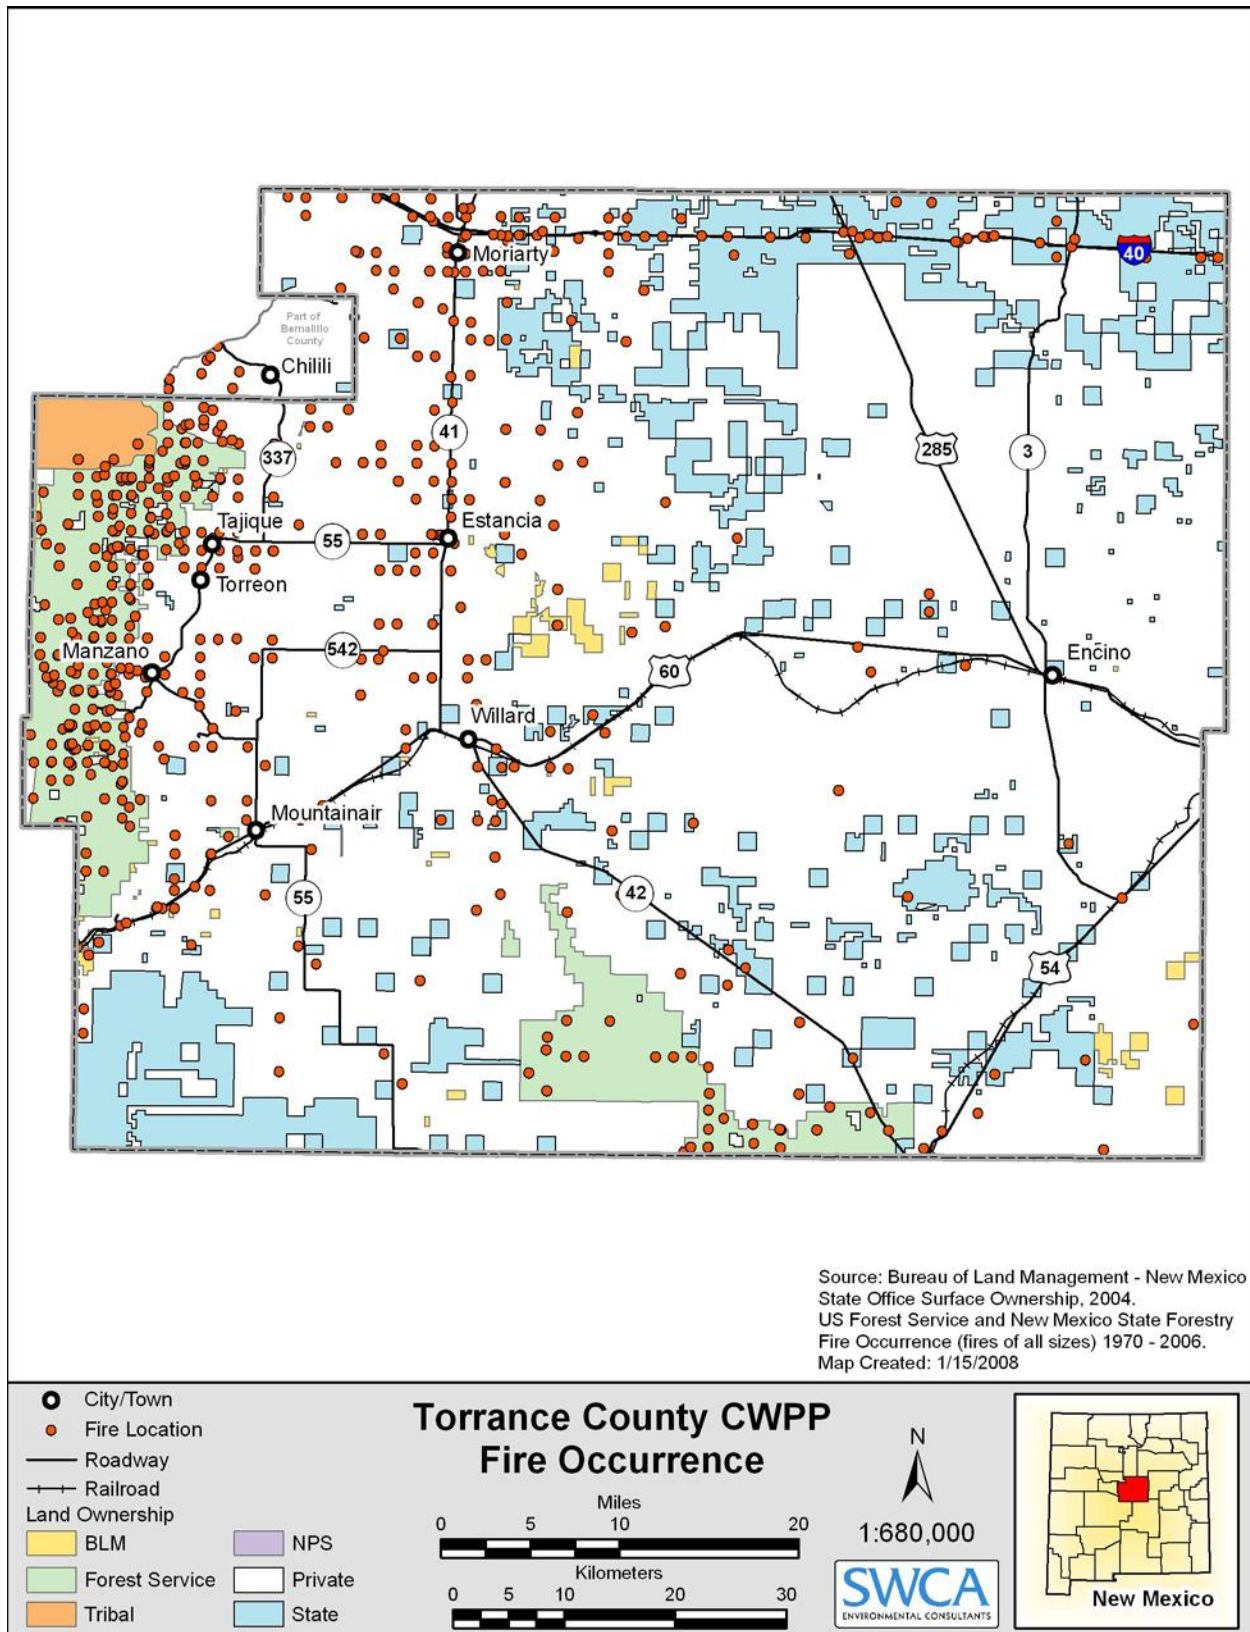 40
Moriarty
Part of
Bernalillo
County
Chilili
41
337
285
3
Tajique
Estancia
55
Torreon
Manzano
542
Encino
60
Willard
Mountainair
55
42
54
Source: Bureau of Land Management - New Mexico
State Office Surface Ownership, 2004.
US Forest Service and New Mexico State Forestry
Fire Occurrence (fires of all sizes) 1970 - 2006.
Map Created: 1/15/2008
City/Town
Fire Location
Roadway
Railroad
Land Ownership
BLM
NPS
Forest Service
Private
Tribal
State
Torrance County CWPP
Fire Occurrence
Miles
0 5 10 20
Kilometers
0 5 10 20 30
N
1:680,000
SWCA
ENVIRONMENTAL CONSULTANTS
New Mexico